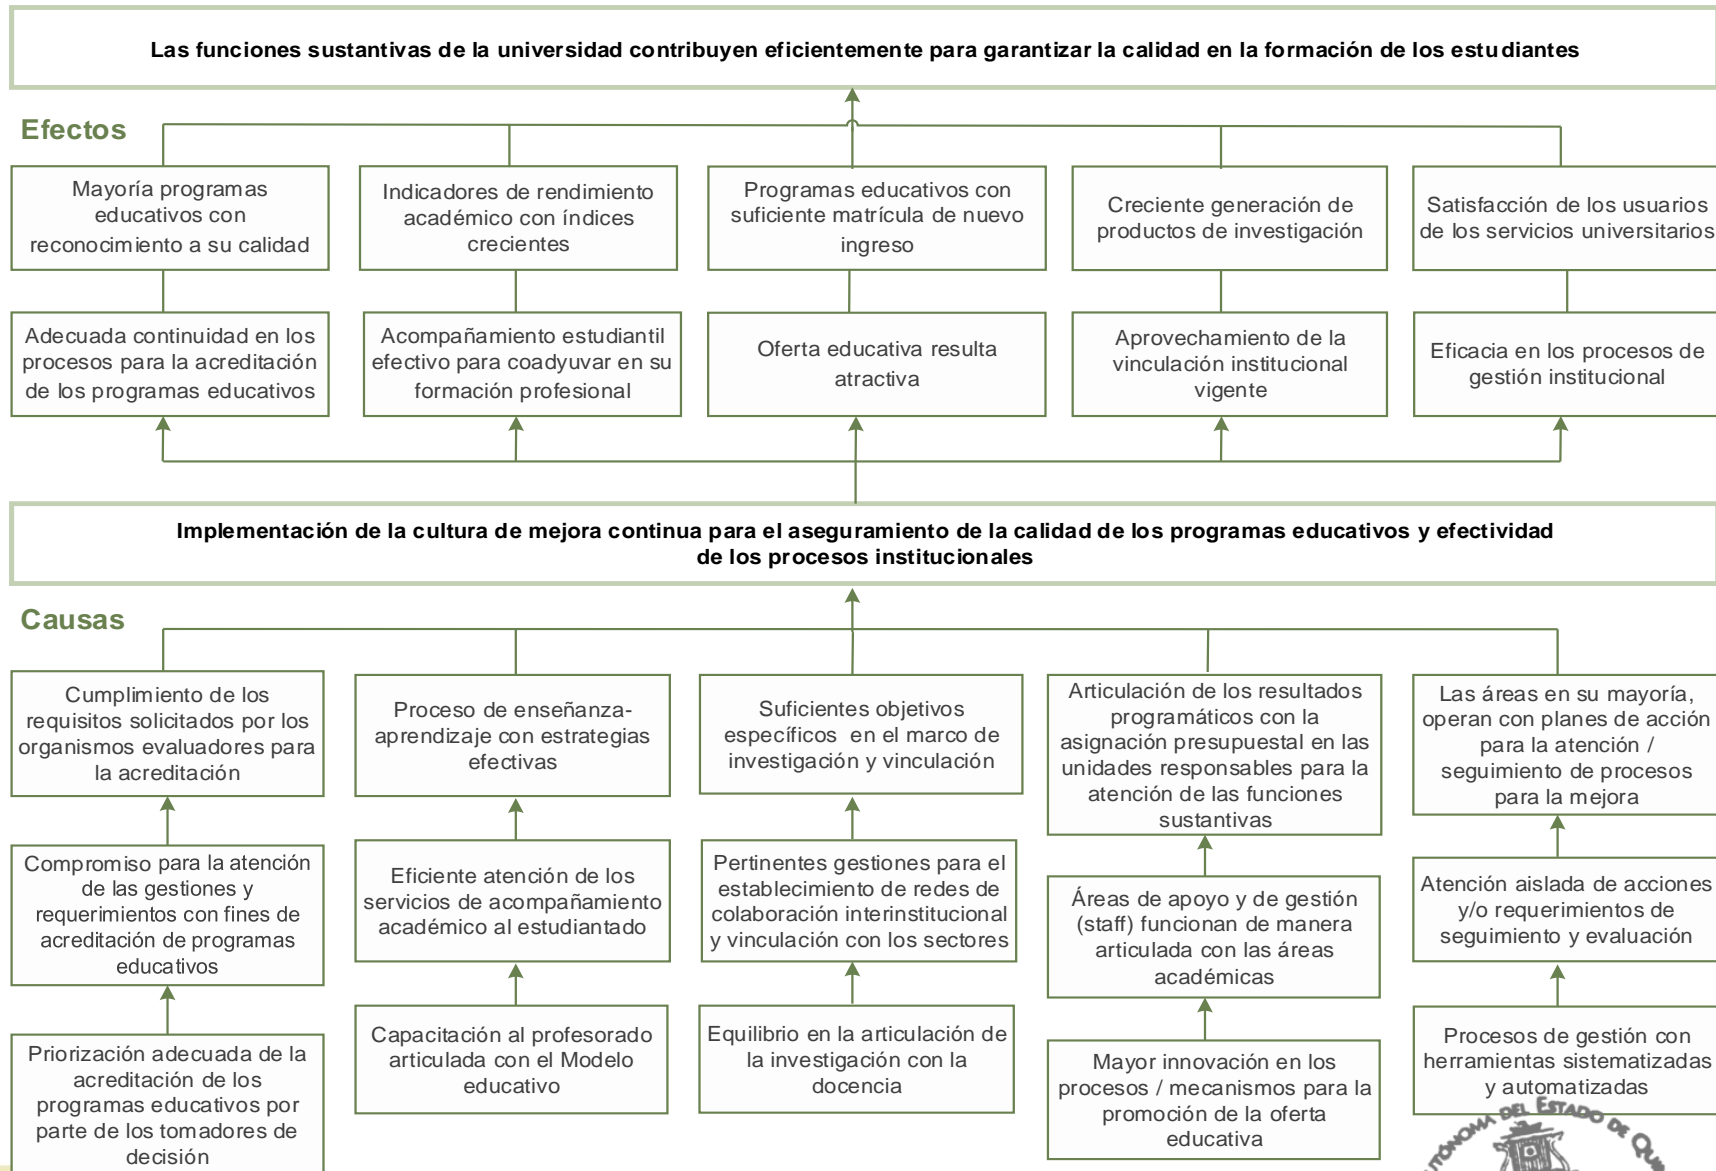 Las funciones sustantivas de la universidad contribuyen eficientemente para garantizar la calidad en la formación de los estudiantes
Efectos
Mayoría programas
educativos con
reconocimiento a su calidad
Indicadores de rendimiento
académico con índices
crecientes
Programas educativos con
suficiente matrícula de nuevo
ingreso
Creciente generación de
productos de investigación
Satisfacción de los usuarios
de los servicios universitarios
Adecuada continuidad en los
procesos para la acreditación
de los programas educativos
Acompañamiento estudiantil
efectivo para coadyuvar en su
formación profesional
Oferta educativa resulta
atractiva
Aprovechamiento de la
vinculación institucional
vigente
Eficacia en los procesos de
gestión institucional
Implementación de la cultura de mejora continua para el aseguramiento de la calidad de los programas educativos y efectividad
de los procesos institucionales
Causas
Cumplimiento de los
requisitos solicitados por los
organismos evaluadores para
la acreditación
Proceso de enseñanza-
aprendizaje con estrategias
efectivas
Suficientes objetivos
específicos en el marco de
investigación y vinculación
Articulación de los resultados
programáticos con la
asignación presupuestal en las
unidades responsables para la
atención de las funciones
sustantivas
Las áreas en su mayoría,
operan con planes de acción
para la atención /
seguimiento de procesos
para la mejora
Compromiso para la atención
de las gestiones y
requerimientos con fines de
acreditación de programas
educativos
Eficiente atención de los
servicios de acompañamiento
académico al estudiantado
Pertinentes gestiones para el
establecimiento de redes de
colaboración interinstitucional
y vinculación con los sectores
Áreas de apoyo y de gestión
(staff) funcionan de manera
articulada con las áreas
académicas
Atención aislada de acciones
y/o requerimientos de
seguimiento y evaluación
Priorización adecuada de la
acreditación de los
programas educativos por
parte de los tomadores de
decisión
Capacitación al profesorado
articulada con el Modelo
educativo
Equilibrio en la articulación de
la investigación con la
docencia
Mayor innovación en los
procesos / mecanismos para la
promoción de la oferta
educativa
Procesos de gestión con
herramientas sistematizadas
y automatizadas
DEL ESTADO DE